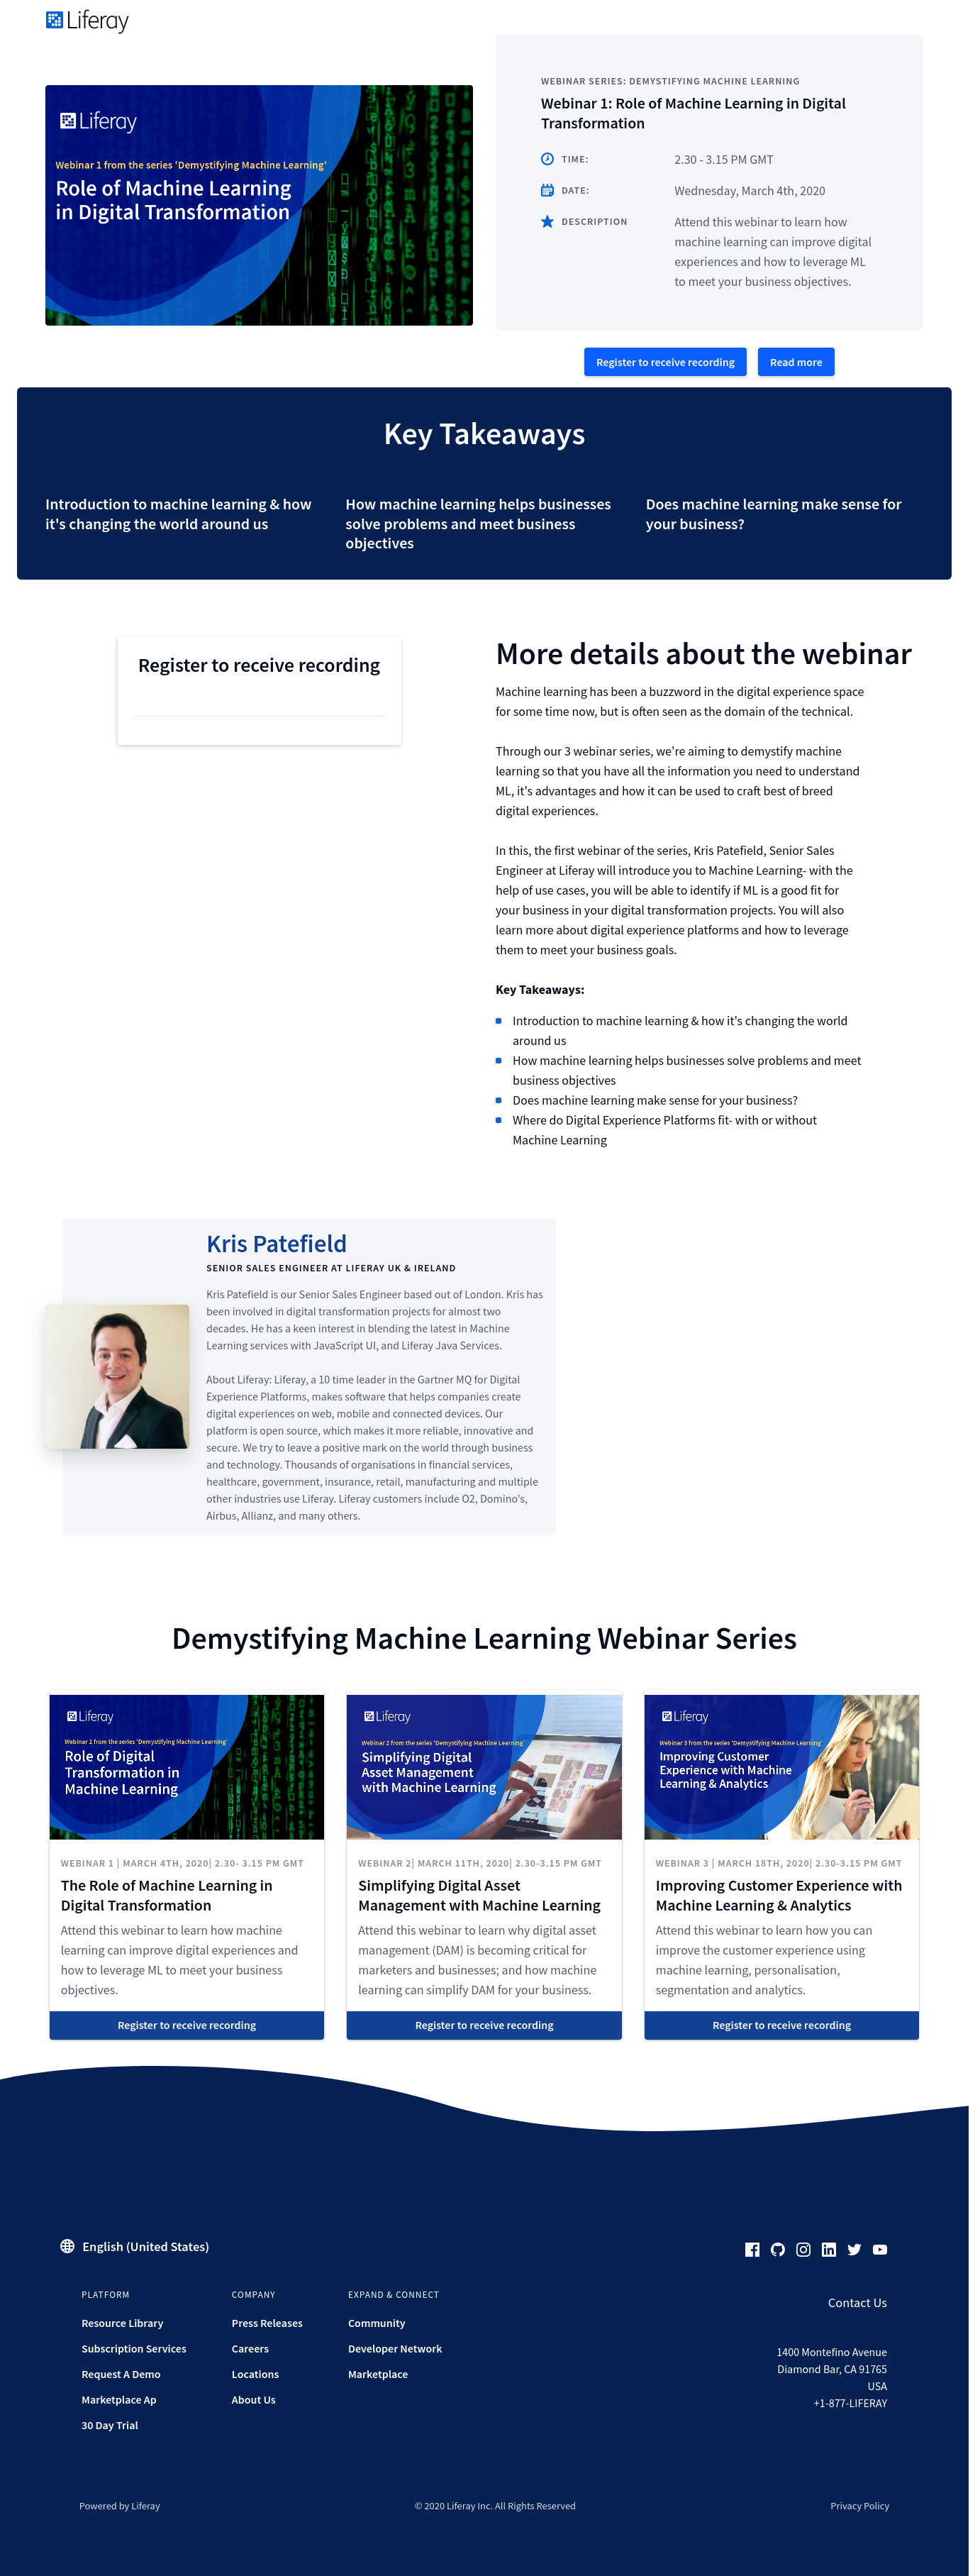 Liferay
Liferay
Webinar 1 from the series 'Demystifying Machine Learning'
Role of Machine Learning
in Digital Transformation
WEBINAR SERIES: DEMYSTIFYING MACHINE LEARNING
Webinar 1: Role of Machine Learning in Digital
Transformation
TIME:
2.30 - 3.15 PM GMT
DATE:
Wednesday, March 4th, 2020
DESCRIPTION
Attend this webinar to learn how
machine learning can improve digital
experiences and how to leverage ML
to meet your business objectives.
Register to receive recording
Read more
Key Takeaways
Introduction to machine learning & how
it's changing the world around us
How machine learning helps businesses
solve problems and meet business
objectives
Does machine learning make sense for
your business?
Register to receive recording
More details about the webinar
Machine learning has been a buzzword in the digital experience space
for some time now, but is often seen as the domain of the technical.
Through our 3 webinar series, we're aiming to demystify machine
learning so that you have all the information you need to understand
ML, it's advantages and how it can be used to craft best of breed
digital experiences.
In this, the first webinar of the series, Kris Patefield, Senior Sales
Engineer at Liferay will introduce you to Machine Learning- with the
help of use cases, you will be able to identify if ML is a good fit for
your business in your digital transformation projects. You will also
learn more about digital experience platforms and how to leverage
them to meet your business goals.
Key Takeaways:
Introduction to machine learning & how it's changing the world
around us
How machine learning helps businesses solve problems and meet
business objectives
Does machine learning make sense for your business?
Where do Digital Experience Platforms fit- with or without
Machine Learning
Kris Patefield
SENIOR SALES ENGINEER AT LIFERAY UK & IRELAND
Kris Patefield is our Senior Sales Engineer based out of London. Kris has
been involved in digital transformation projects for almost two
decades. He has a keen interest in blending the latest in Machine
Learning services with JavaScript UI, and Liferay Java Services.
About Liferay: Liferay, a 10 time leader in the Gartner MQ for Digital
Experience Platforms, makes software that helps companies create
digital experiences on web, mobile and connected devices. Our
platform is open source, which makes it more reliable, innovative and
secure. We try to leave a positive mark on the world through business
and technology. Thousands of organisations in financial services,
healthcare, government, insurance, retail, manufacturing and multiple
other industries use Liferay. Liferay customers include O2, Domino's,
Airbus, Allianz, and many others.
Demystifying Machine Learning Webinar Series
Liferay
Webinar 1 from the series 'Demystifying Machine Learning'
Role of Digital
Transformation in
Machine Learning
WEBINAR 1 | MARCH 4TH, 2020| 2.30- 3.15 PM GMT
The Role of Machine Learning in
Digital Transformation
Attend this webinar to learn how machine
learning can improve digital experiences and
how to leverage ML to meet your business
objectives.
Register to receive recording
Liferay
Webinar 2 from the series 'Demystifying Machine Learning'
Simplifying Digital
Asset Management
with Machine Learning
WEBINAR 2| MARCH 11TH, 2020| 2.30-3.15 PM GMT
Simplifying Digital Asset
Management with Machine Learning
Attend this webinar to learn why digital asset
management (DAM) is becoming critical for
marketers and businesses; and how machine
learning can simplify DAM for your business.
Register to receive recording
Liferay
Webinar 3 from the series 'Demystifying Machine Learning'
Improving Customer
Experience with Machine
Learning & Analytics
WEBINAR 3 | MARCH 18TH, 2020| 2.30-3.15 PM GMT
Improving Customer Experience with
Machine Learning & Analytics
Attend this webinar to learn how you can
improve the customer experience using
machine learning, personalisation,
segmentation and analytics.
Register to receive recording
English (United States)
PLATFORM
Resource Library
Subscription Services
Request A Demo
Marketplace Ap
30 Day Trial
COMPANY
Press Releases
Careers
Locations
About Us
EXPAND & CONNECT
Community
Developer Network
Marketplace
Contact Us
1400 Montefino Avenue
Diamond Bar, CA 91765
USA
+1-877-LIFERAY
Powered by Liferay
© 2020 Liferay Inc. All Rights Reserved
Privacy Policy